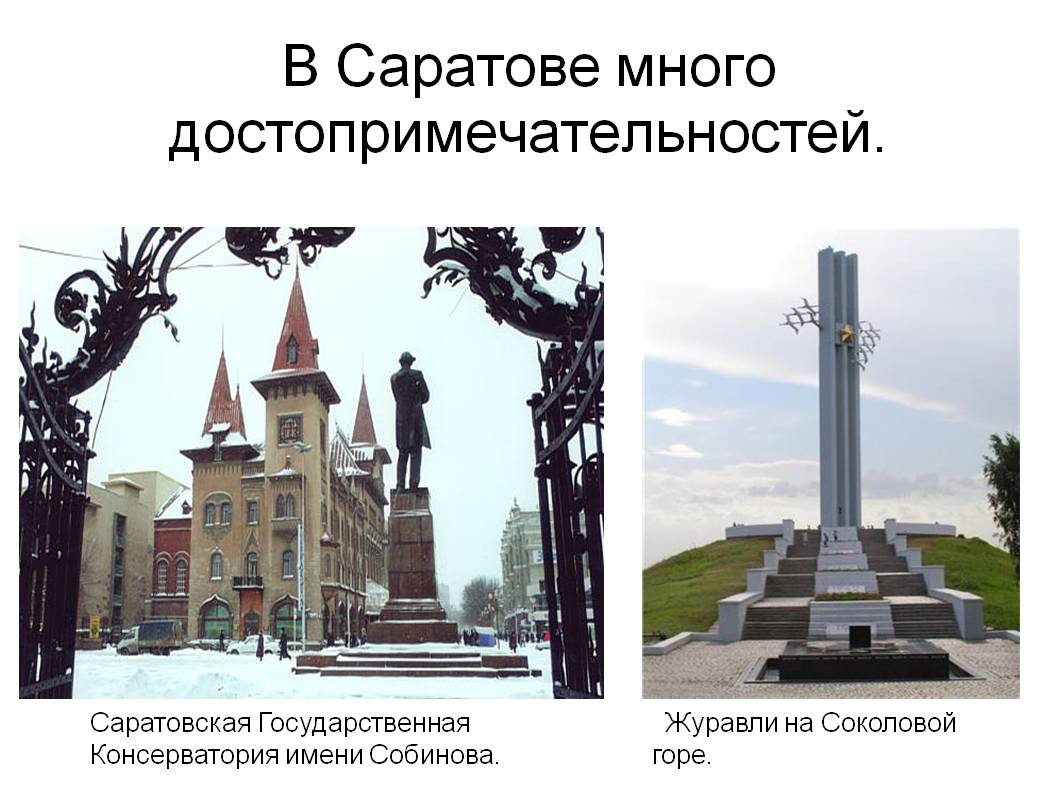 В Саратове много
достопримечательностей.
Саратовская Государственная
Консерватория имени Собинова.
Журавли на Соколовой
горе.